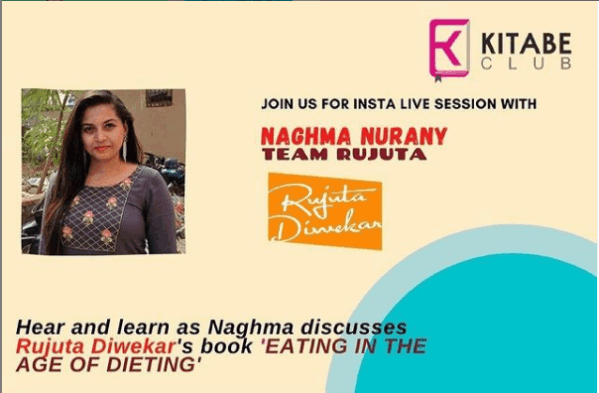 KITABE
CLUB
JOIN US FOR INSTA LIVE SESSION WITH
NAGHMA NURANY
TEAM RUJUTA
Rujuta
Diwekar
Hear and learn as Naghma discusses
Rujuta Diwekar's book 'EATING IN THE
AGE OF DIETING'